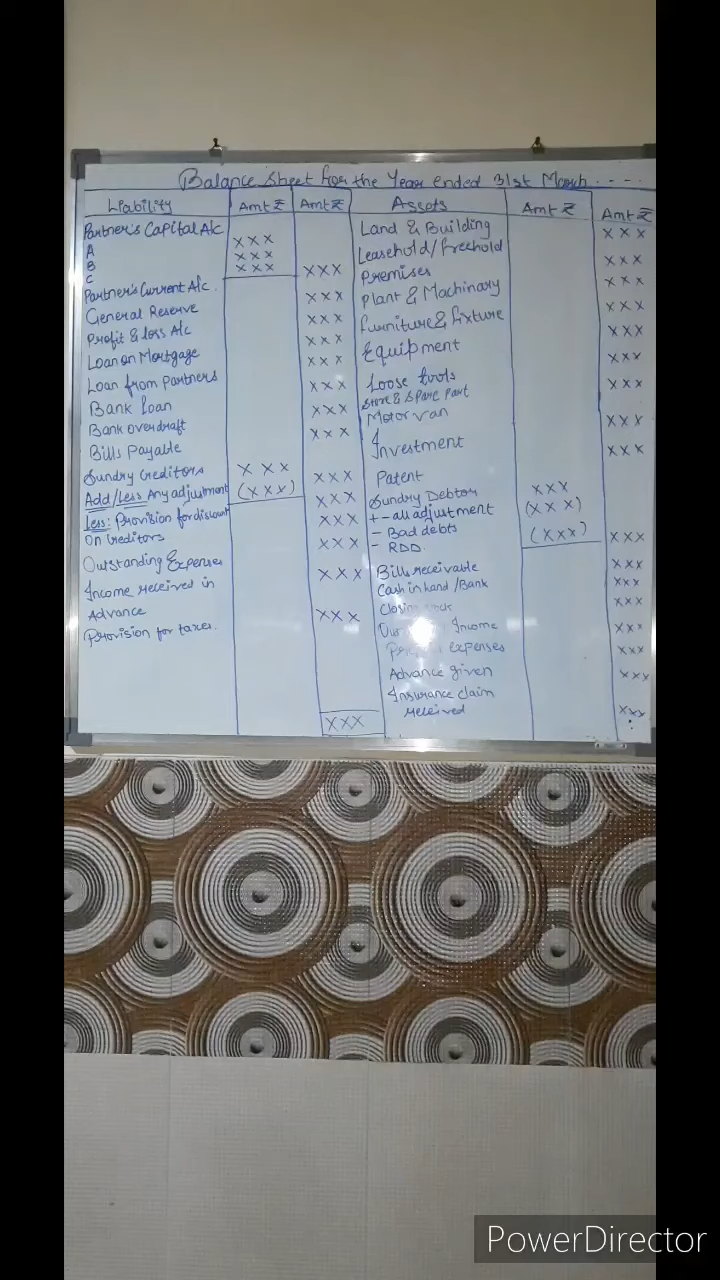 Balance Sheet for the Year ended 31st March....
Liability Amt ₹ Amt ₹ Assets Amt ₹ Amt ₹
Partner's Capital A/c
A XXX
B XXX
C XXX XXX
Partner's Current A/c. XXX
General Reserve XXX
Profit & loss A/c XXX
Loan on Mortgage XXX
Loan from Partners XXX
Bank Loan XXX
Bank overdraft XXX
Bills Payable
Sundry Creditors XXX
Add/Less Any adjustment (XXX) XXX
Less: Provision for discount XXX
On Creditors XXX
Outstanding Expenses XXX
Income received in XXX
Advance
Provision for taxes. XXX
XXX
Land & Building XXX
Leasehold/freehold XXX
Premises XXX
Plant & Machinary XXX
furniture & fixture XXX
Equipment XXX
Loose tools XXX
Store & Spare Part
Motor van XXX
Investment XXX
Patent
Sundry Debtor XXX
+ - all adjustment (XXX)
- Bad debts (XXX) XXX
- RDD.
Bills receivable XXX
Cash in hand /Bank XXX
Closing XXX
Income XXX
expenses XXX
Advance given XXX
Insurance claim
received XXX
PowerDirector